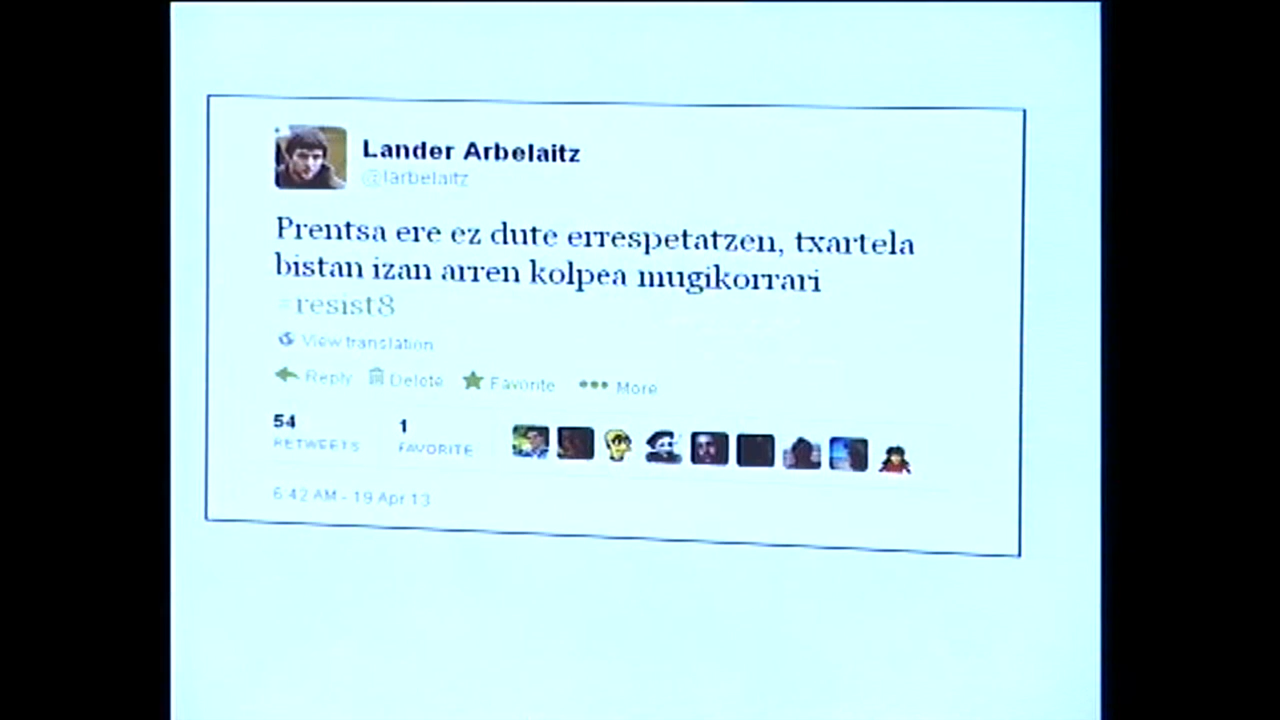 Lander Arbelaitz
@larbelaitz
Prentsa ere ez dute errespetatzen, txartela
bistan izan arren kolpea mugikorrari
#resist8
View translation
Reply Delete Favorite ••• More
54 1
RETWEETS FAVORITE
6:42 AM - 19 Apr 13